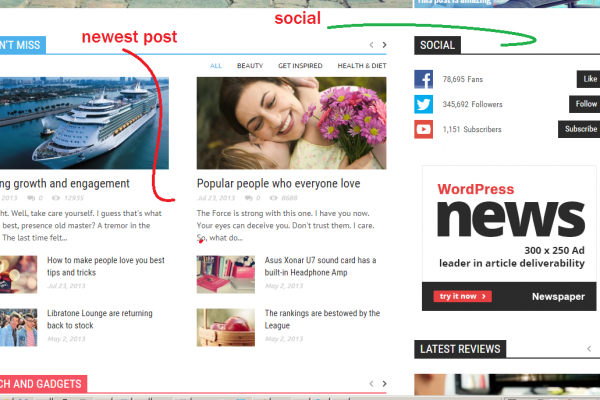 This post is amazing
social
newest post
N'T MISS
SOCIAL
ALL BEAUTY GET INSPIRED HEALTH & DIET
78,695 Fans Like
345,692 Followers Follow
1,151 Subscribers Subscribe
ng growth and engagement
2013 0 12935
ht. Well, take care yourself. I guess that's what
best, presence old master? A tremor in the
The last time felt...
Popular people who everyone love
Jul 23, 2013 0 8688
The Force is strong with this one. I have you now.
Your eyes can deceive you. Don't trust them. I care.
So, what do...
How to make people love you best
tips and tricks
Jul 23, 2013
Asus Xonar U7 sound card has a
built-in Headphone Amp
May 2, 2013
Libratone Lounge are returning
back to stock
May 2, 2013
The rankings are bestowed by the
League
May 2, 2013
WordPress
news
300 x 250 Ad
leader in article deliverability
try it now Newspaper
LATEST REVIEWS
CH AND GADGETS